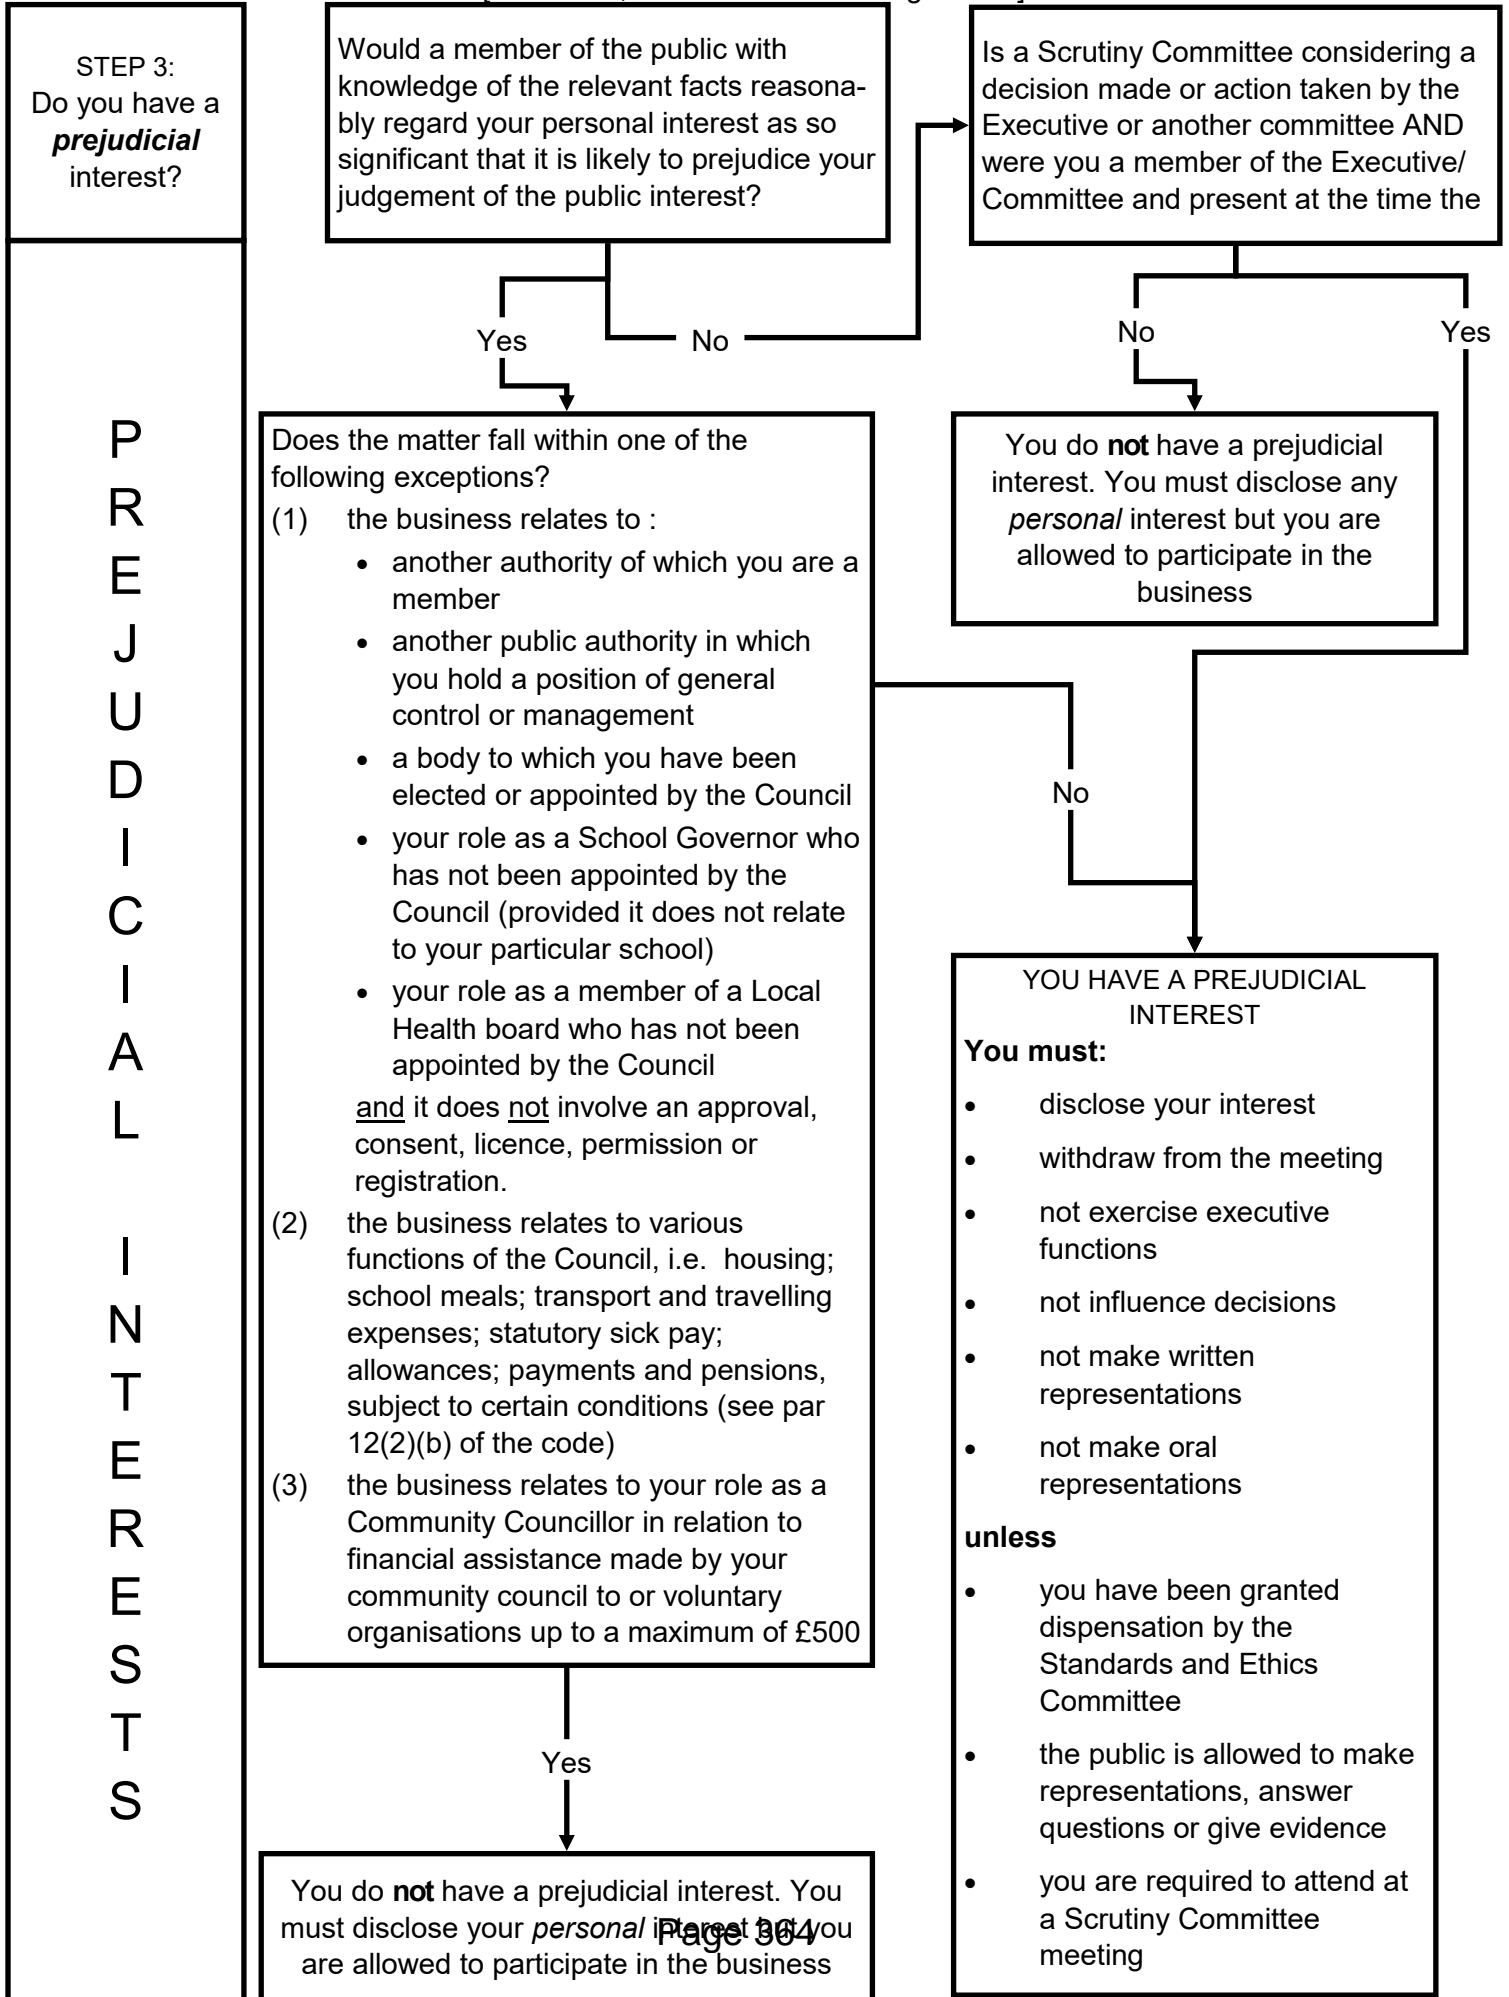 STEP 3:
Do you have a
prejudicial
interest?
P
R
E
J
U
D
I
C
I
A
L
I
N
T
E
R
E
S
T
S
Would a member of the public with
knowledge of the relevant facts reasona-
bly regard your personal interest as so
significant that it is likely to prejudice your
judgement of the public interest?
Is a Scrutiny Committee considering a
decision made or action taken by the
Executive or another committee AND
were you a member of the Executive/
Committee and present at the time the
Yes
No
No
Yes
Does the matter fall within one of the
following exceptions?
(1) the business relates to :
• another authority of which you are a
member
• another public authority in which
you hold a position of general
control or management
• a body to which you have been
elected or appointed by the Council
• your role as a School Governor who
has not been appointed by the
Council (provided it does not relate
to your particular school)
• your role as a member of a Local
Health board who has not been
appointed by the Council
and it does not involve an approval,
consent, licence, permission or
registration.
(2) the business relates to various
functions of the Council, i.e. housing;
school meals; transport and travelling
expenses; statutory sick pay;
allowances; payments and pensions,
subject to certain conditions (see par
12(2)(b) of the code)
(3) the business relates to your role as a
Community Councillor in relation to
financial assistance made by your
community council to or voluntary
organisations up to a maximum of £500
You do not have a prejudicial
interest. You must disclose any
personal interest but you are
allowed to participate in the
business
No
YOU HAVE A PREJUDICIAL
INTEREST
You must:
• disclose your interest
• withdraw from the meeting
• not exercise executive
functions
• not influence decisions
• not make written
representations
• not make oral
representations
unless
• you have been granted
dispensation by the
Standards and Ethics
Committee
• the public is allowed to make
representations, answer
questions or give evidence
• you are required to attend at
a Scrutiny Committee
meeting
Yes
You do not have a prejudicial interest. You
must disclose your personal interest but you
are allowed to participate in the business
Page 364